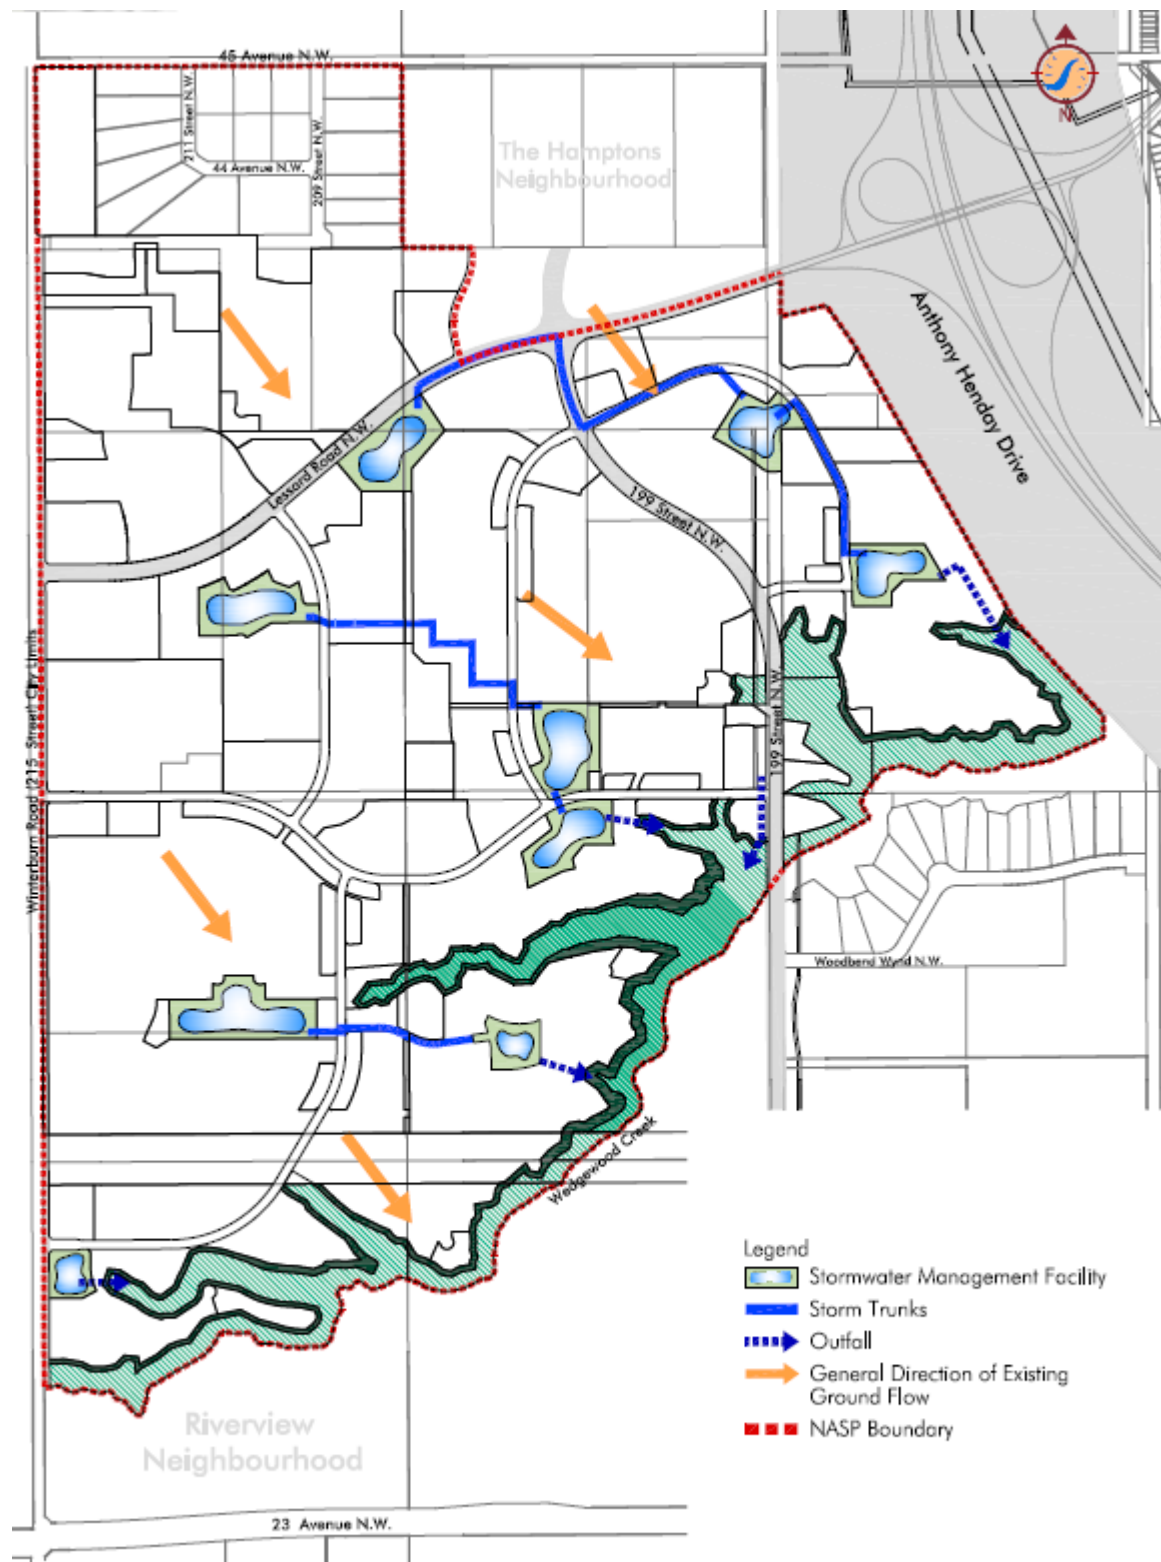 45 Avenue N.W.
211 Street N.W.
44 Avenue N.W.
209 Street N.W.
The Hamptons
Neighbourhood
N
Anthony Henday Drive
Lessard Road N.W.
199 Street N.W.
199 Street N.W.
Winterburn Road (215 Street) City Limits
Woodbend Wynd N.W.
Wedgewood Creek
Legend
Stormwater Management Facility
Storm Trunks
Outfall
General Direction of Existing
Ground Flow
NASP Boundary
Riverview
Neighbourhood
23 Avenue N.W.